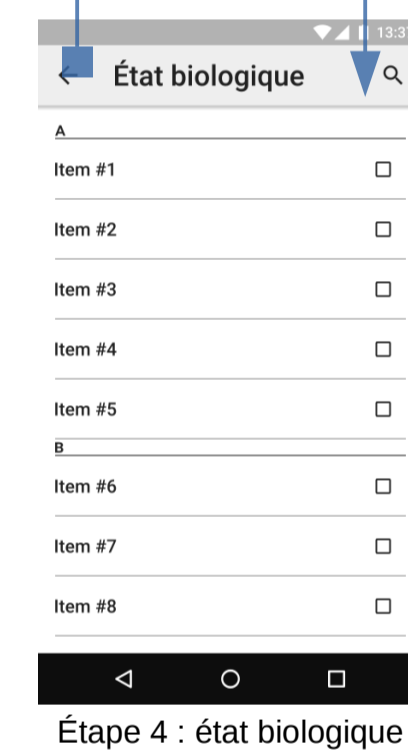 13:37
État biologique
A
Item #1
Item #2
Item #3
Item #4
Item #5
B
Item #6
Item #7
Item #8
Étape 4 : état biologique